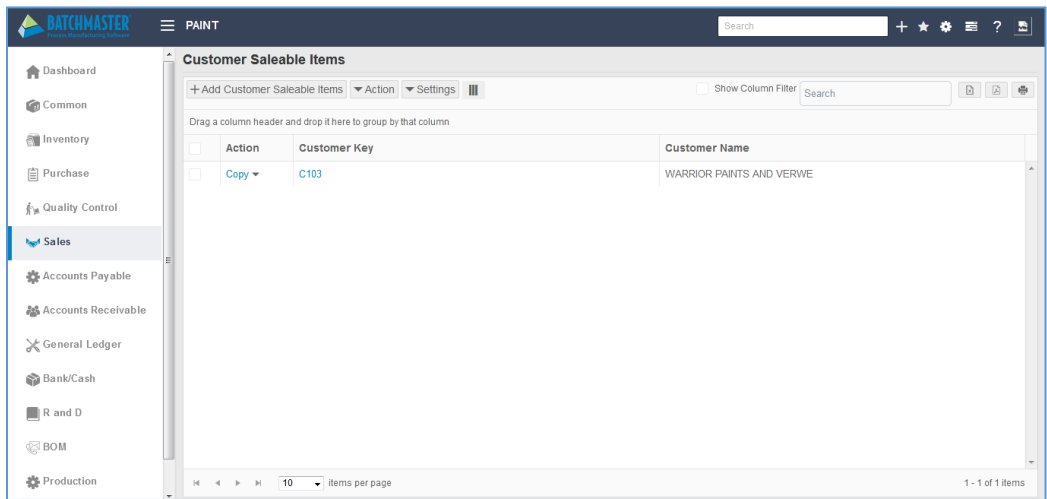 BATCHMASTER
Process Manufacturing Software
PAINT
Search
?
Dashboard
Common
Inventory
Purchase
Quality Control
Sales
Accounts Payable
Accounts Receivable
General Ledger
Bank/Cash
R and D
BOM
Production
Customer Saleable Items
+Add Customer Saleable Items Action Settings
Show Column Filter Search
Drag a column header and drop it here to group by that column
Action Customer Key Customer Name
Copy C103 WARRIOR PAINTS AND VERWE
10 items per page 1 - 1 of 1 items